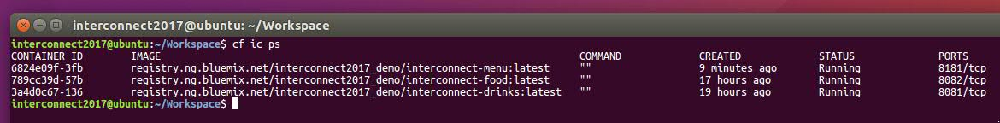 interconnect2017@ubuntu: ~/Workspace
interconnect2017@ubuntu:~/Workspace$ cf ic ps
CONTAINER ID IMAGE COMMAND CREATED STATUS PORTS
6824e09f-3fb registry.ng.bluemix.net/interconnect2017_demo/interconnect-menu:latest "" 9 minutes ago Running 8181/tcp
789cc39d-57b registry.ng.bluemix.net/interconnect2017_demo/interconnect-food:latest "" 17 hours ago Running 8082/tcp
3a4d0c67-136 registry.ng.bluemix.net/interconnect2017_demo/interconnect-drinks:latest "" 19 hours ago Running 8081/tcp
interconnect2017@ubuntu:~/Workspace$